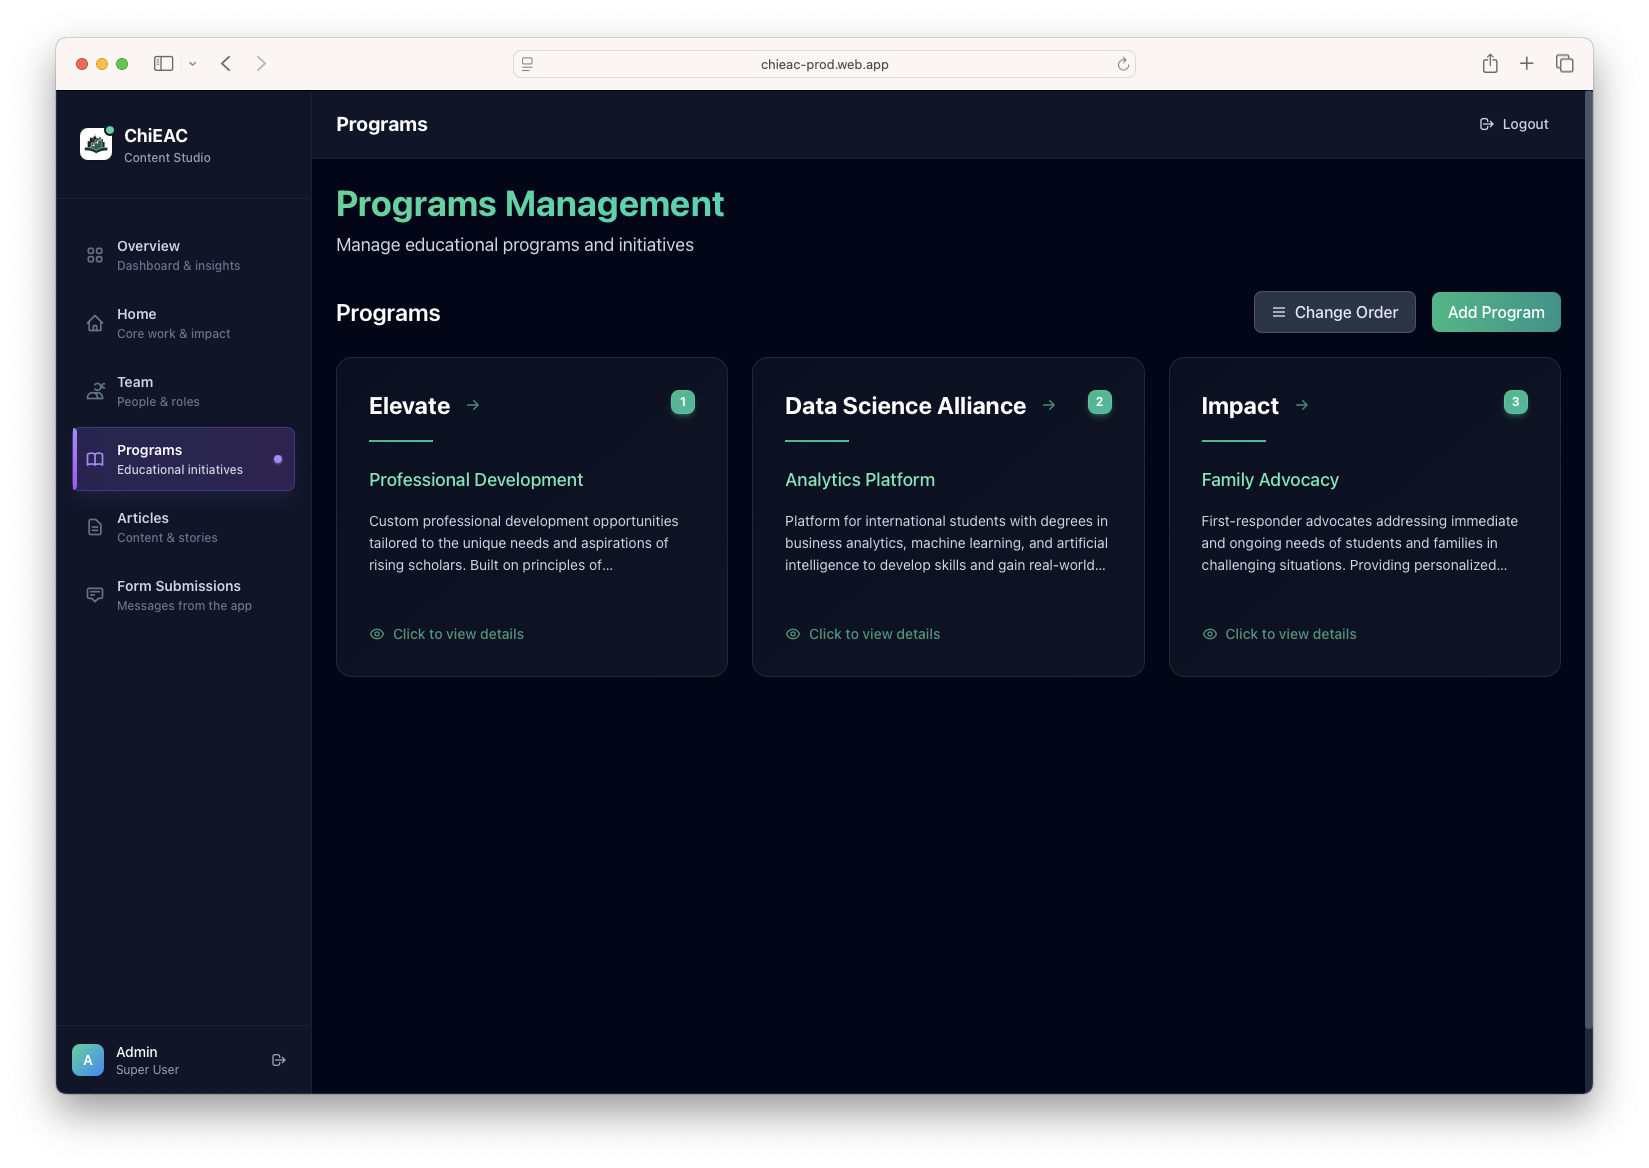 chieac-prod.web.app
ChiEAC
Content Studio
Programs
Logout
Overview
Dashboard & insights
Home
Core work & impact
Team
People & roles
Programs
Educational initiatives
Articles
Content & stories
Form Submissions
Messages from the app
Admin
Super User
A
Programs Management
Manage educational programs and initiatives
Programs
Change Order
Add Program
Elevate
1
Professional Development
Custom professional development opportunities
tailored to the unique needs and aspirations of
rising scholars. Built on principles of...
Click to view details
Data Science Alliance
2
Analytics Platform
Platform for international students with degrees in
business analytics, machine learning, and artificial
intelligence to develop skills and gain real-world...
Click to view details
Impact
3
Family Advocacy
First-responder advocates addressing immediate
and ongoing needs of students and families in
challenging situations. Providing personalized...
Click to view details